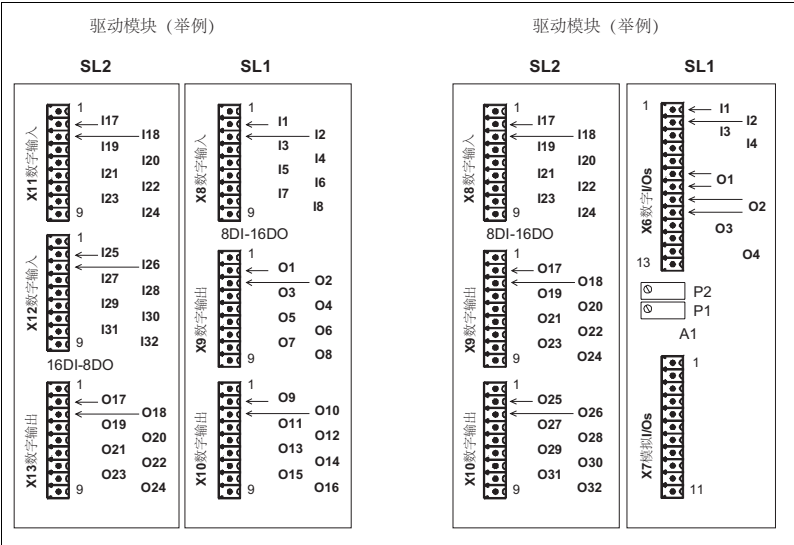 驱动模块 (举例)
SL2
SL1
X11数字输入
1
I17
I18
I19
I20
I21
I22
I23
I24
9
X12数字输入
1
I25
I26
I27
I28
I29
I30
I31
I32
9
16DI-8DO
X13数字输出
1
O17
O18
O19
O20
O21
O22
O23
O24
9
X8数字输入
1
I1
I2
I3
I4
I5
I6
I7
I8
9
8DI-16DO
X9数字输出
1
O1
O2
O3
O4
O5
O6
O7
O8
9
X10数字输出
1
O9
O10
O11
O12
O13
O14
O15
O16
9
驱动模块 (举例)
SL2
SL1
X8数字输入
1
I17
I18
I19
I20
I21
I22
I23
I24
9
8DI-16DO
X9数字输出
1
O17
O18
O19
O20
O21
O22
O23
O24
9
X10数字输出
1
O25
O26
O27
O28
O29
O30
O31
O32
9
X6数字I/Os
1
I1
I2
I3
I4
O1
O2
O3
O4
13
P2
P1
A1
X7模拟I/Os
1
11